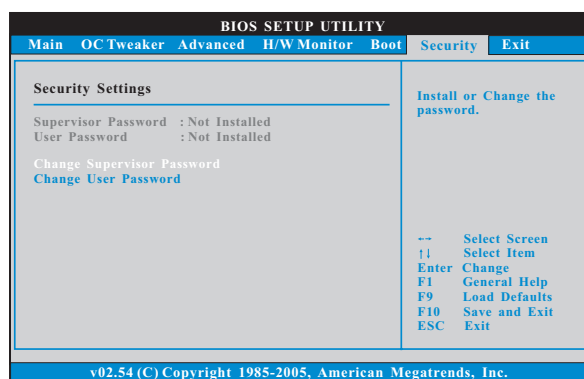 BIOS SETUP UTILITY
Main OC Tweaker Advanced H/W Monitor Boot Security Exit
Security Settings
Supervisor Password : Not Installed
User Password : Not Installed
Change Supervisor Password
Change User Password
Install or Change the
password.
←→ Select Screen
↑↓ Select Item
Enter Change
F1 General Help
F9 Load Defaults
F10 Save and Exit
ESC Exit
v02.54 (C) Copyright 1985-2005, American Megatrends, Inc.